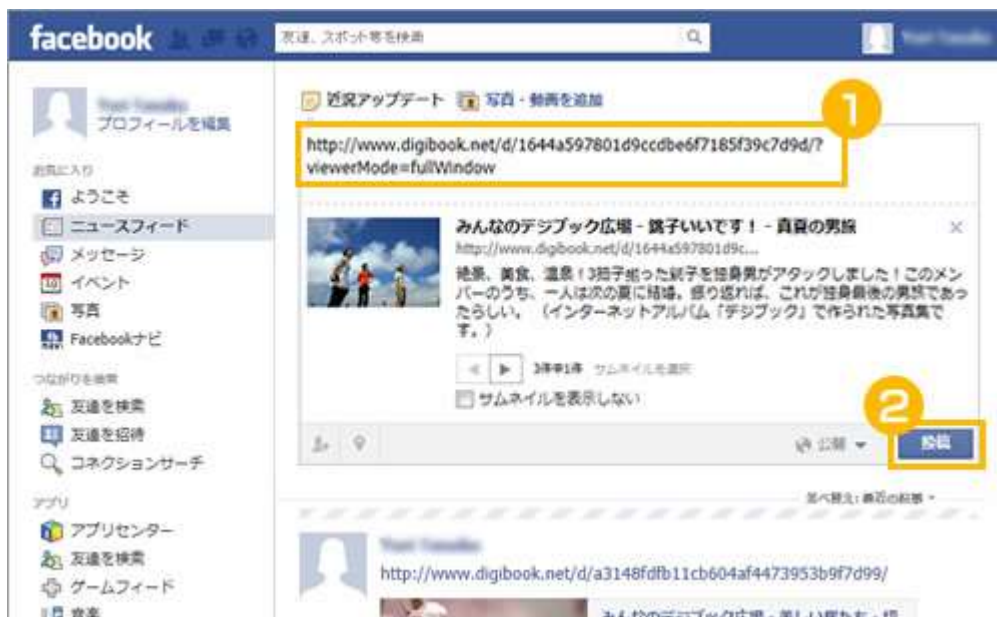 facebook
友達、スポット等を検索
プロフィールを編集
お気に入り
ようこそ
ニュースフィード
メッセージ
イベント
写真
Facebookナビ
つながりを検索
友達を検索
友達を招待
コネクションサーチ
アプリ
アプリセンター
友達を検索
ゲームフィード
音楽
近況アップデート 写真・動画を追加
1
http://www.digibook.net/d/1644a597801d9ccdbe6f7185f39c7d9d/?
viewerMode=fullWindow
みんなのデジブック広場 - 銚子いいです！ - 真夏の男旅
http://www.digibook.net/d/1644a597801d9c...
絶景、美食、温泉！3拍子揃った銚子を独身男がアタックしました！このメン
バーのうち、一人は次の夏に結婚。振り返れば、これが独身最後の男旅であっ
たらしい。 （インターネットアルバム「デジブック」で作られた写真集で
す。）
3件中1件 サムネイルを選択
サムネイルを表示しない
2
公開
投稿
並べ替え: 最近の記事
http://www.digibook.net/d/a3148fdfb11cb604af4473953b9f7d99/